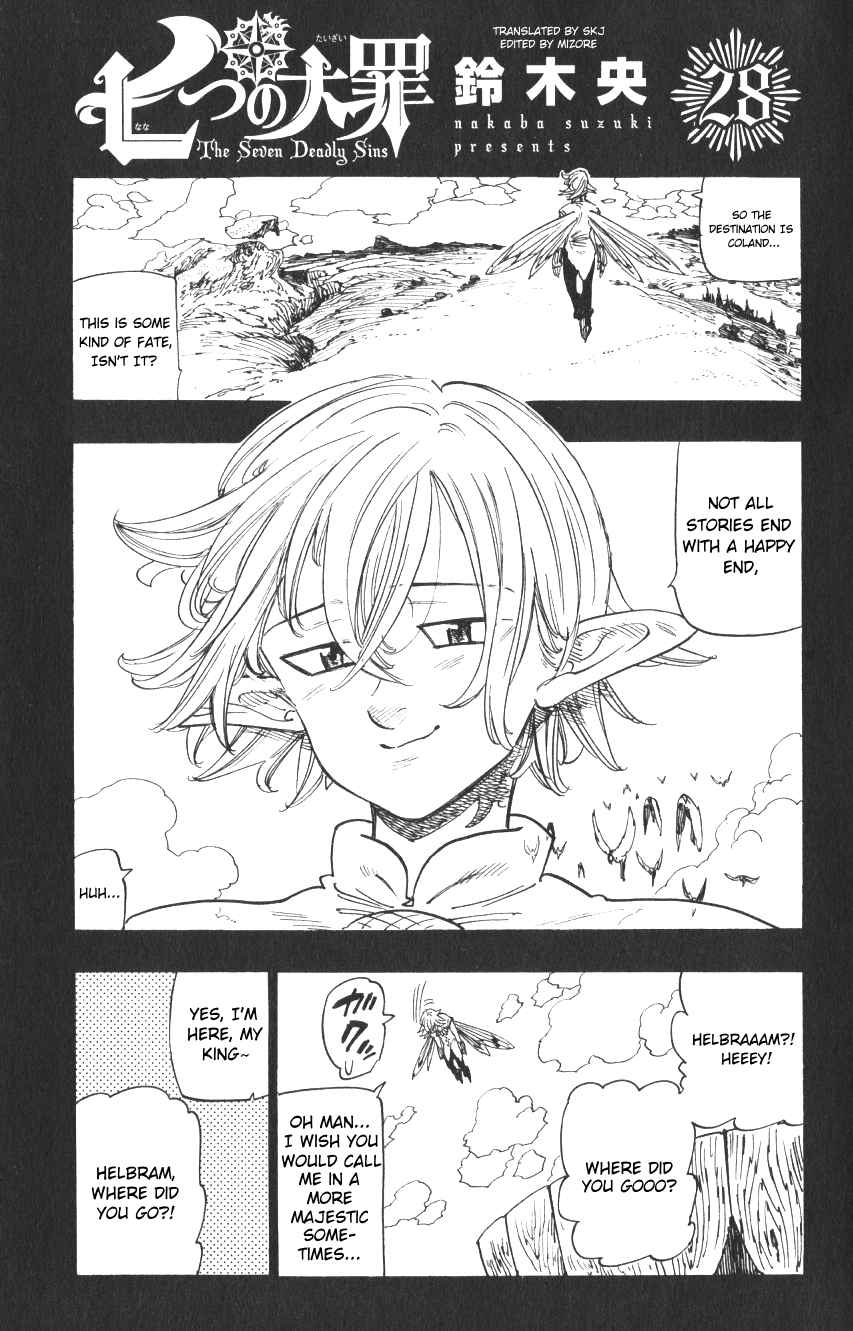 TRANSLATED BY SKJ
EDITED BY MIZORE
たいざい
七つの大罪
なな
The Seven Deadly Sins
鈴木央
nakaba suzuki
presents
28
SO THE
DESTINATION IS
COLAND...
THIS IS SOME
KIND OF FATE,
ISN'T IT?
NOT ALL
STORIES END
WITH A HAPPY
END,
HUH...
HELBRAAAM?!
HEEEY!
WHERE DID
YOU GOOO?
ガクッ
OH MAN...
I WISH YOU
WOULD CALL
ME IN A
MORE
MAJESTIC
SOME-
TIMES...
YES, I'M
HERE, MY
KING~
HELBRAM,
WHERE DID
YOU GO?!